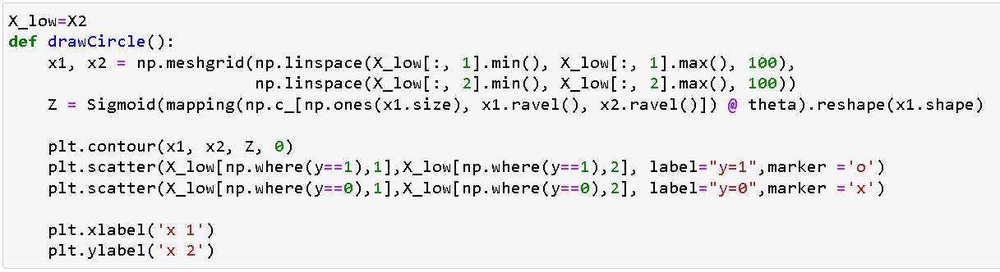 X_low=X2
def drawCircle():
    x1, x2 = np.meshgrid(np.linspace(X_low[:, 1].min(), X_low[:, 1].max(), 100),
                         np.linspace(X_low[:, 2].min(), X_low[:, 2].max(), 100))
    Z = Sigmoid(mapping(np.c_[np.ones(x1.size), x1.ravel(), x2.ravel()]) @ theta).reshape(x1.shape)

    plt.contour(x1, x2, Z, 0)
    plt.scatter(X_low[np.where(y==1),1],X_low[np.where(y==1),2], label="y=1",marker ='o')
    plt.scatter(X_low[np.where(y==0),1],X_low[np.where(y==0),2], label="y=0",marker ='x')

    plt.xlabel('x 1')
    plt.ylabel('x 2')